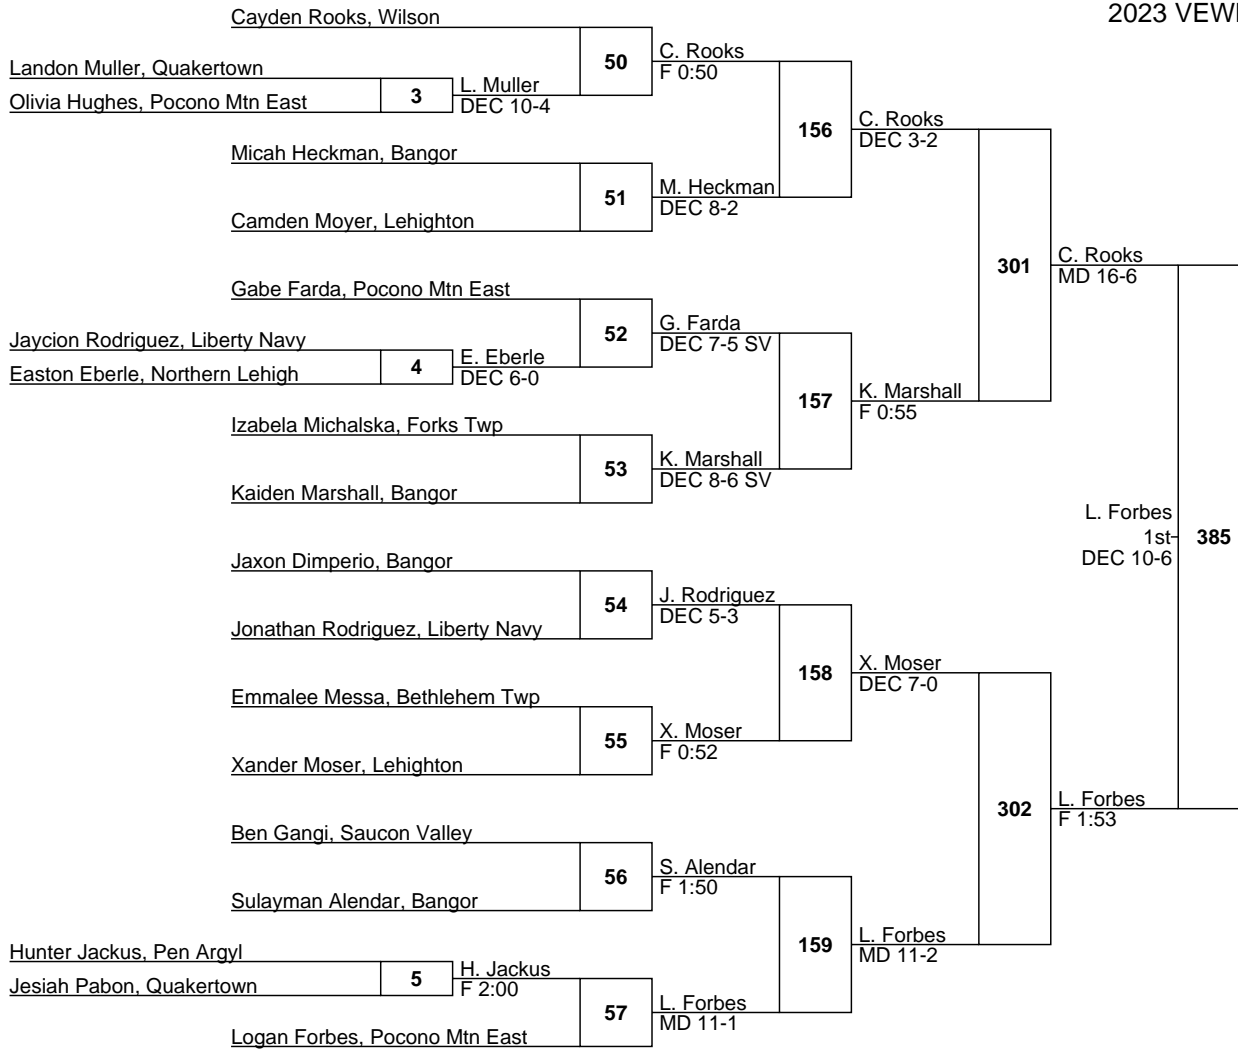 2023 VEW
Cayden Rooks, Wilson
50
C. Rooks
F 0:50
Landon Muller, Quakertown
Olivia Hughes, Pocono Mtn East
3
L. Muller
DEC 10-4
156
C. Rooks
DEC 3-2
Micah Heckman, Bangor
51
M. Heckman
DEC 8-2
Camden Moyer, Lehighton
301
C. Rooks
MD 16-6
Gabe Farda, Pocono Mtn East
52
G. Farda
DEC 7-5 SV
Jaycion Rodriguez, Liberty Navy
Easton Eberle, Northern Lehigh
4
E. Eberle
DEC 6-0
157
K. Marshall
F 0:55
Izabela Michalska, Forks Twp
53
K. Marshall
DEC 8-6 SV
Kaiden Marshall, Bangor
L. Forbes
1st
DEC 10-6
385
Jaxon Dimperio, Bangor
54
J. Rodriguez
DEC 5-3
Jonathan Rodriguez, Liberty Navy
158
X. Moser
DEC 7-0
Emmalee Messa, Bethlehem Twp
55
X. Moser
F 0:52
Xander Moser, Lehighton
302
L. Forbes
F 1:53
Ben Gangi, Saucon Valley
56
S. Alendar
F 1:50
Sulayman Alendar, Bangor
159
L. Forbes
MD 11-2
Hunter Jackus, Pen Argyl
Jesiah Pabon, Quakertown
5
H. Jackus
F 2:00
57
L. Forbes
MD 11-1
Logan Forbes, Pocono Mtn East